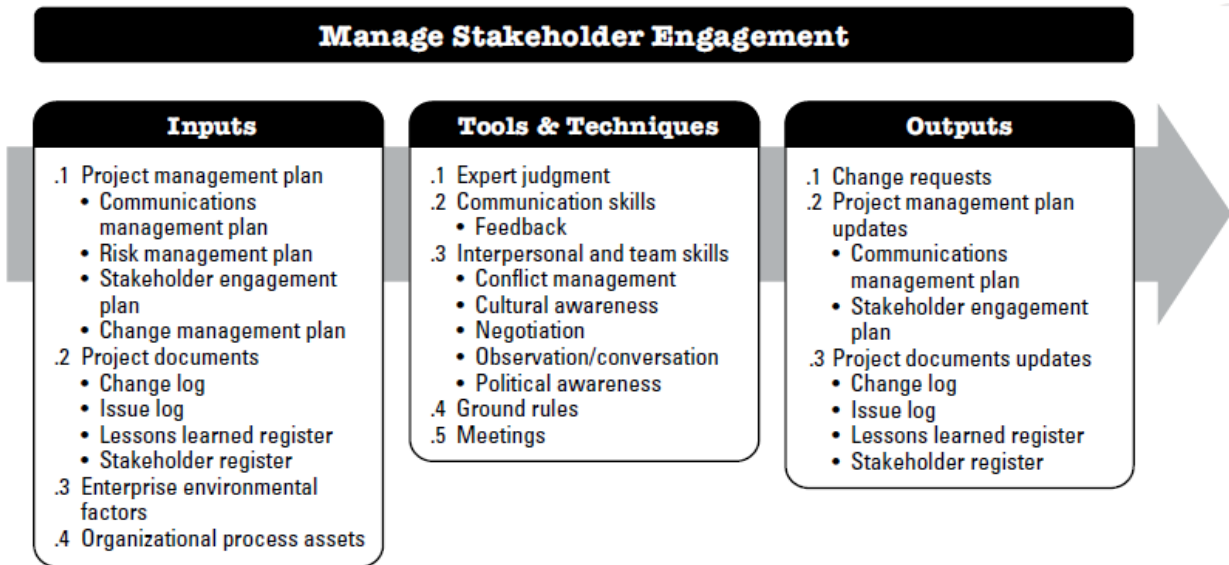 Manage Stakeholder Engagement
Inputs
.1 Project management plan
• Communications
management plan
• Risk management plan
• Stakeholder engagement
plan
• Change management plan
.2 Project documents
• Change log
• Issue log
• Lessons learned register
• Stakeholder register
.3 Enterprise environmental
factors
.4 Organizational process assets
Tools & Techniques
.1 Expert judgment
.2 Communication skills
• Feedback
.3 Interpersonal and team skills
• Conflict management
• Cultural awareness
• Negotiation
• Observation/conversation
• Political awareness
.4 Ground rules
.5 Meetings
Outputs
.1 Change requests
.2 Project management plan
updates
• Communications
management plan
• Stakeholder engagement
plan
.3 Project documents updates
• Change log
• Issue log
• Lessons learned register
• Stakeholder register